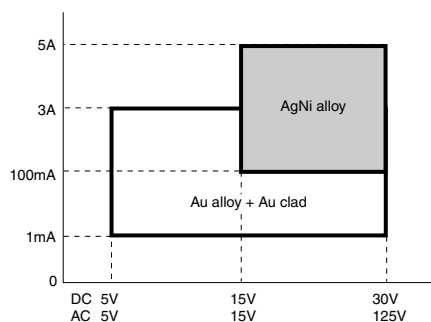 5A
AgNi alloy
3A
100mA
Au alloy + Au clad
1mA
0
DC 5V 15V 30V
AC 5V 15V 125V